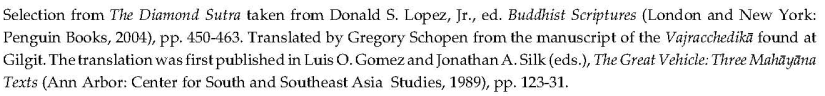 Selection from The Diamond Sutra taken from Donald S. Lopez, Jr., ed. Buddhist Scriptures (London and New York:
Penguin Books, 2004), pp. 450-463. Translated by Gregory Schopen from the manuscript of the Vajracchedikā found at
Gilgit. The translation was first published in Luis O. Gomez and Jonathan A. Silk (eds.), The Great Vehicle: Three Mahāyāna
Texts (Ann Arbor: Center for South and Southeast Asia Studies, 1989), pp. 123-31.